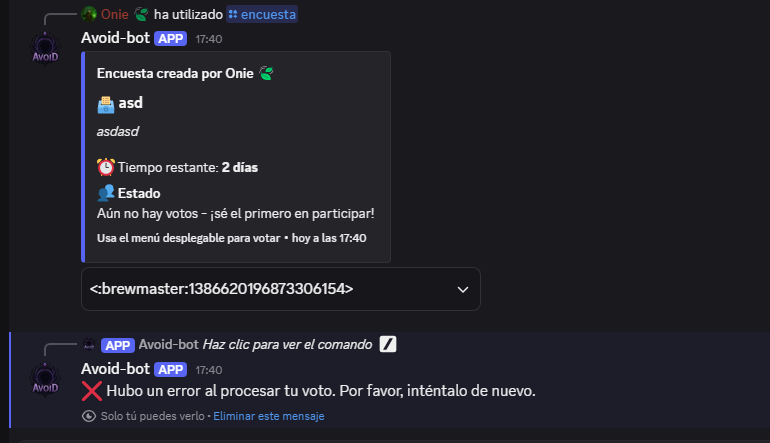 Onie ha utilizado encuesta
Avoid-bot APP 17:40
AVOID
Encuesta creada por Onie
asd
asdasd
Tiempo restante: 2 días
Estado
Aún no hay votos - ¡sé el primero en participar!
Usa el menú desplegable para votar • hoy a las 17:40
<:brewmaster:1386620196873306154>
APP Avoid-bot Haz clic para ver el comando
Avoid-bot APP 17:40
AVOID
Hubo un error al procesar tu voto. Por favor, inténtalo de nuevo.
Solo tú puedes verlo • Eliminar este mensaje